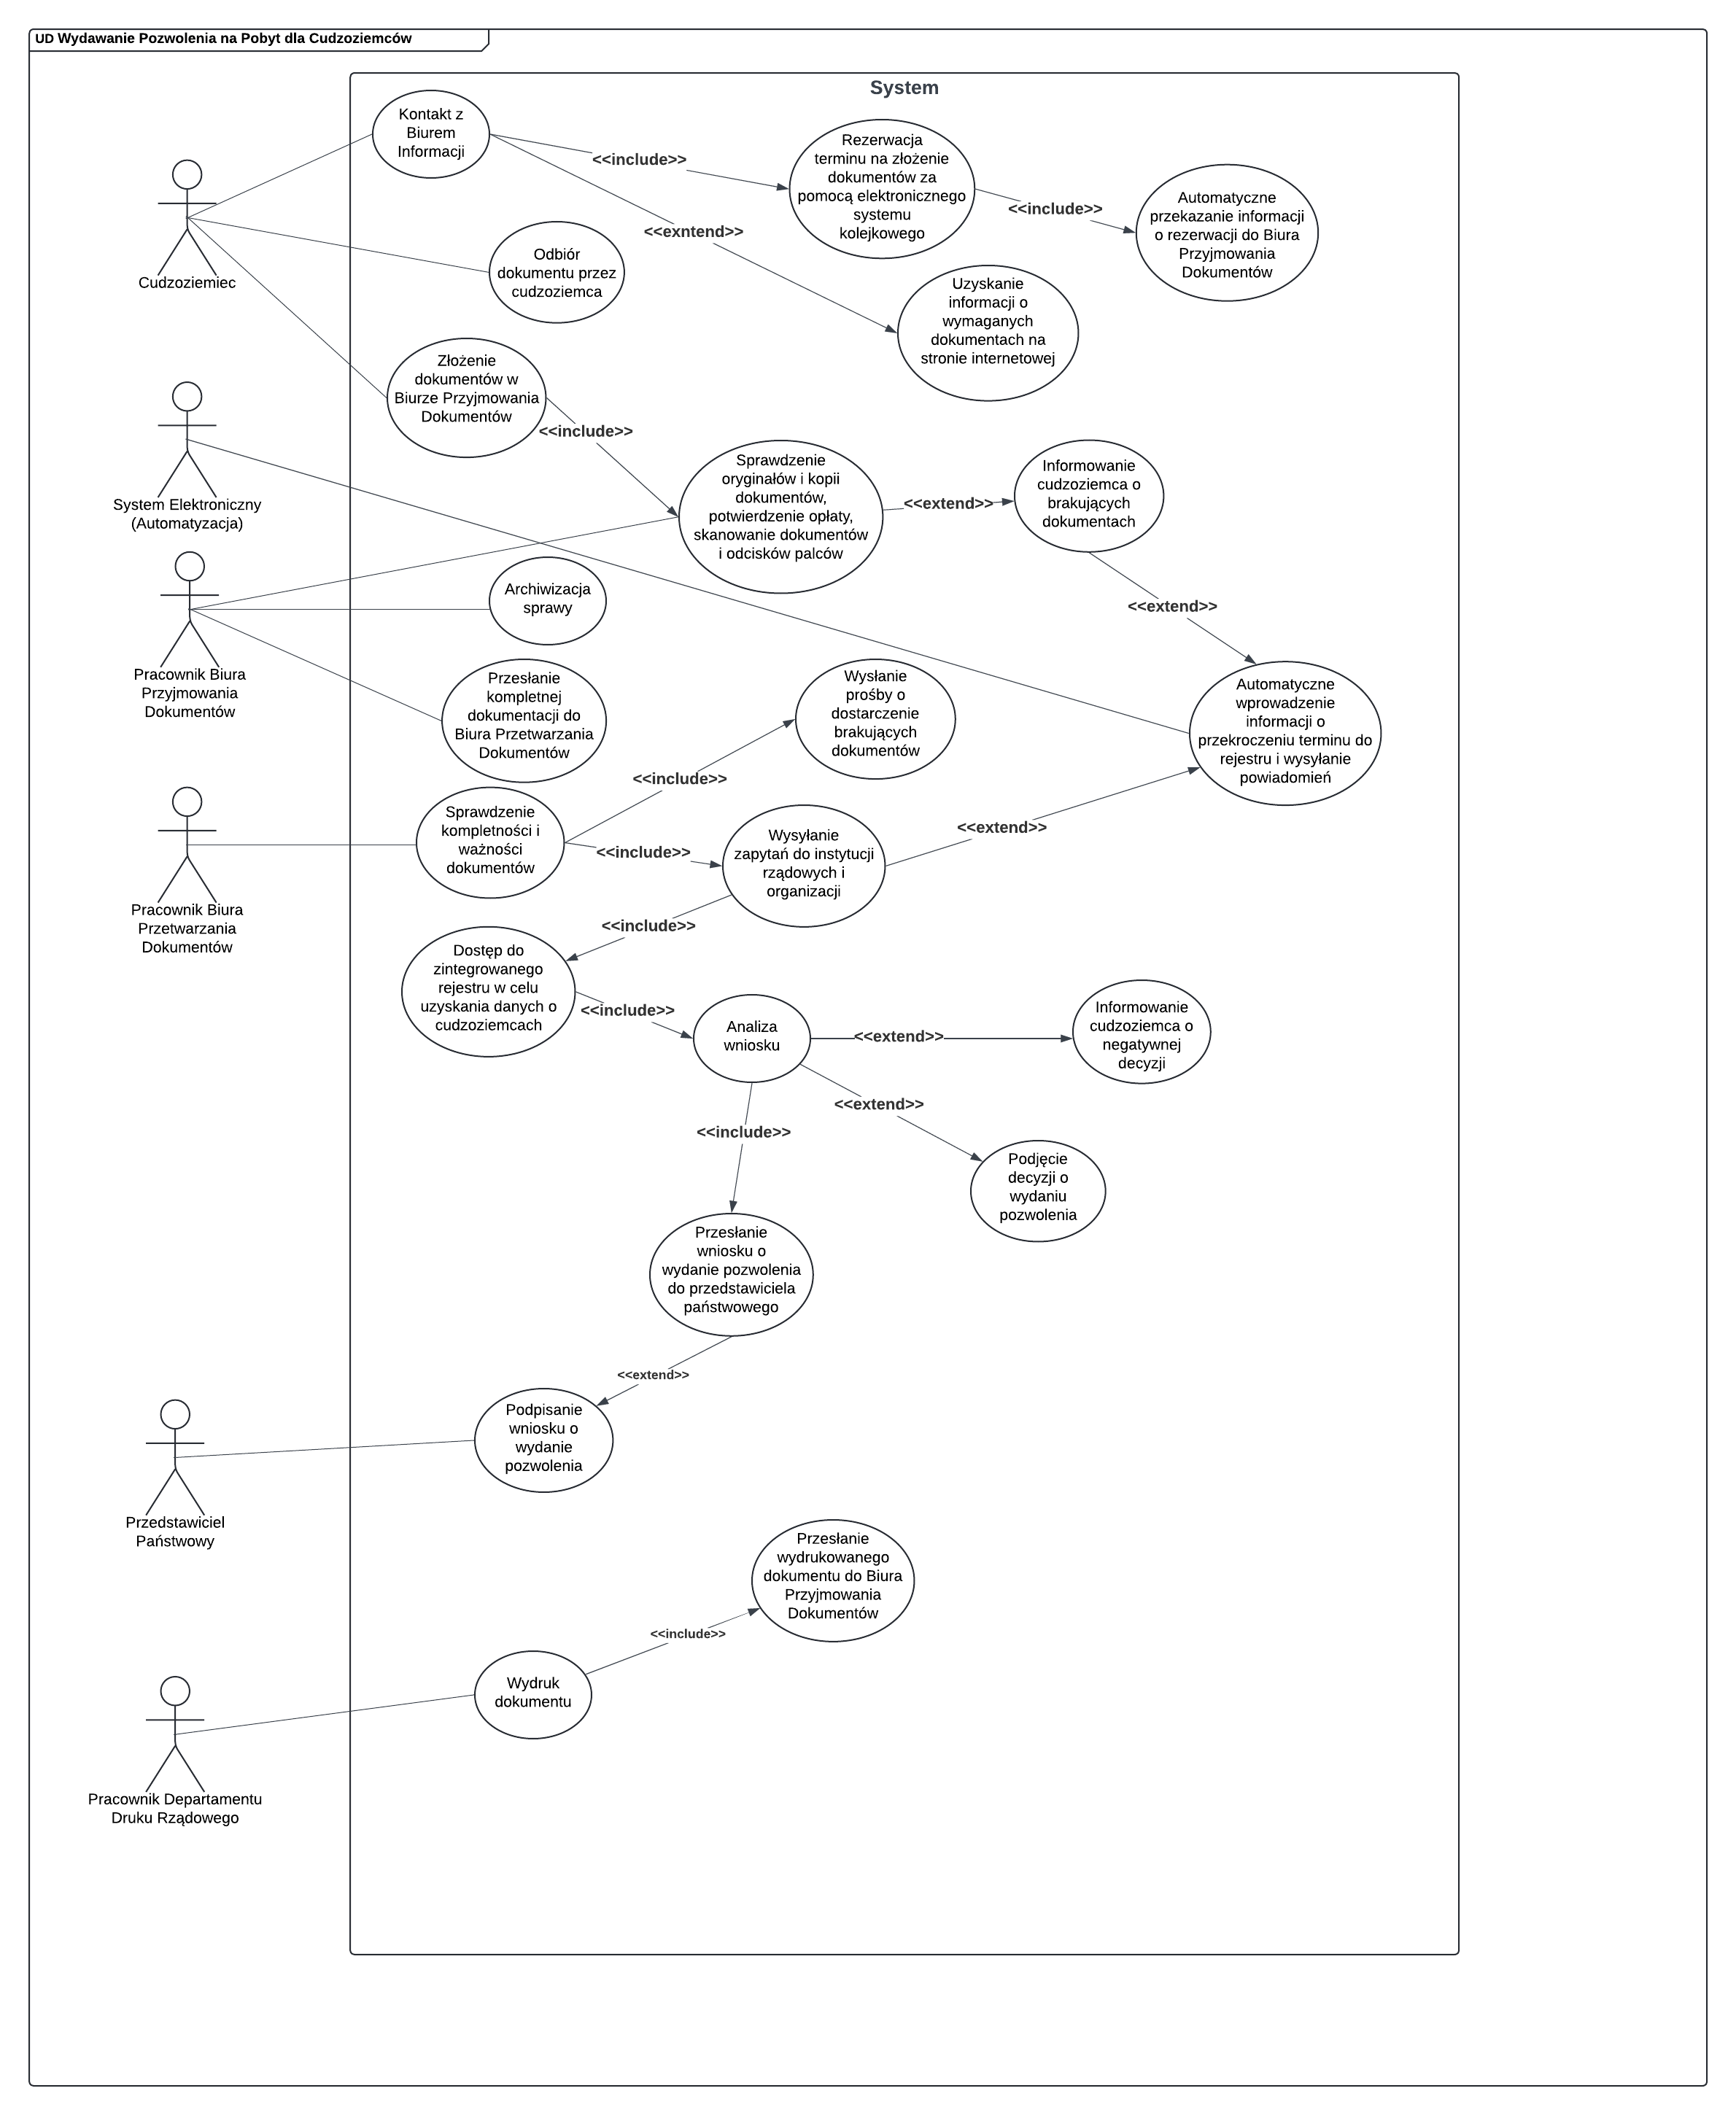 UD Wydawanie Pozwolenia na Pobyt dla Cudzoziemców
System
Kontakt z
Biurem
Informacji
<<include>>
Rezerwacja
terminu na złożenie
dokumentów za
pomocą elektronicznego
systemu
kolejkowego
<<include>>
Automatyczne
przekazanie informacji
o rezerwacji do Biura
Przyjmowania
Dokumentów
<<exntend>>
Cudzoziemiec
Odbiór
dokumentu przez
cudzoziemca
Uzyskanie
informacji o
wymaganych
dokumentach na
stronie internetowej
Złożenie
dokumentów w
Biurze Przyjmowania
Dokumentów
<<include>>
System Elektroniczny
(Automatyzacja)
Sprawdzenie
oryginałów i kopii
dokumentów,
potwierdzenie opłaty,
skanowanie dokumentów
i odcisków palców
<<extend>>
Informowanie
cudzoziemca o
brakujących
dokumentach
<<extend>>
Archiwizacja
sprawy
Pracownik Biura
Przyjmowania
Dokumentów
Przesłanie
kompletnej
dokumentacji do
Biura Przetwarzania
Dokumentów
Wysłanie
prośby o
dostarczenie
brakujących
dokumentów
Automatyczne
wprowadzenie
informacji o
przekroczeniu terminu do
rejestru i wysyłanie
powiadomień
<<include>>
Sprawdzenie
kompletności i
ważności
dokumentów
<<include>>
Wysyłanie
zapytań do instytucji
rządowych i
organizacji
<<extend>>
Pracownik Biura
Przetwarzania
Dokumentów
<<include>>
Dostęp do
zintegrowanego
rejestru w celu
uzyskania danych o
cudzoziemcach
<<include>>
Analiza
wniosku
<<extend>>
Informowanie
cudzoziemca o
negatywnej
decyzji
<<extend>>
<<include>>
Podjęcie
decyzji o
wydaniu
pozwolenia
Przesłanie
wniosku o
wydanie pozwolenia
do przedstawiciela
państwowego
<<extend>>
Podpisanie
wniosku o
wydanie
pozwolenia
Przedstawiciel
Państwowy
Przesłanie
wydrukowanego
dokumentu do Biura
Przyjmowania
Dokumentów
<<include>>
Wydruk
dokumentu
Pracownik Departamentu
Druku Rządowego